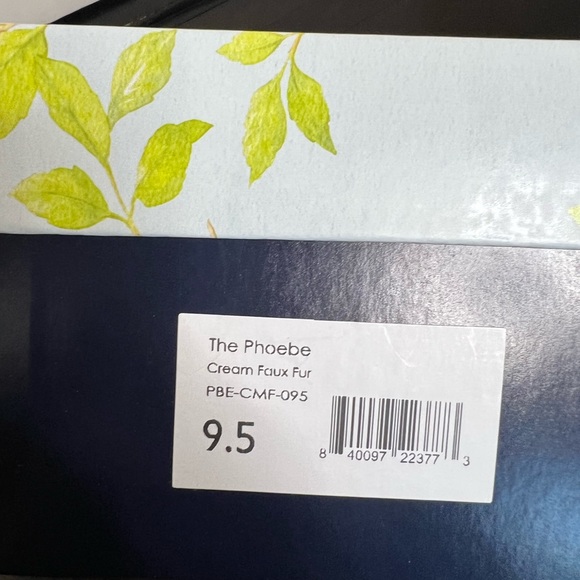 The Phoebe
Cream Faux Fur
PBE-CMF-095
9.5
8 40097 22377 3